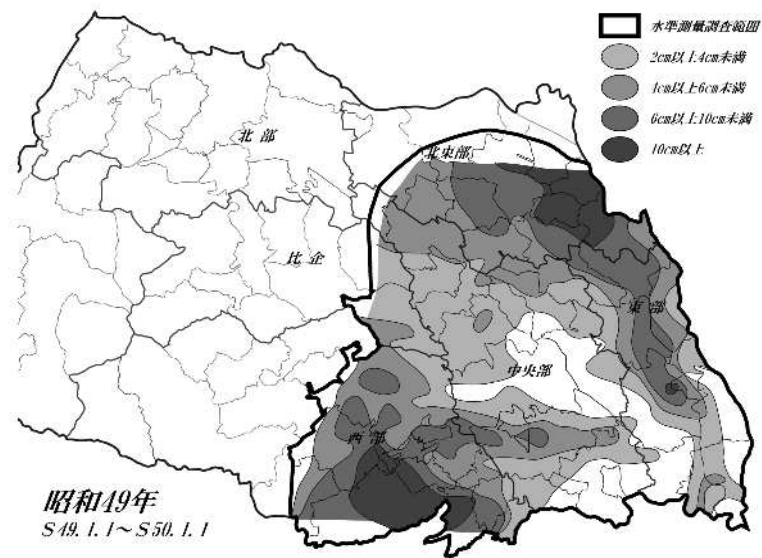 水準測量調査範囲
2cm以上4cm未満
4cm以上6cm未満
6cm以上10cm未満
10cm以上
北部
北東部
比企
東部
中央部
西部
昭和49年
S49.1.1～S50.1.1